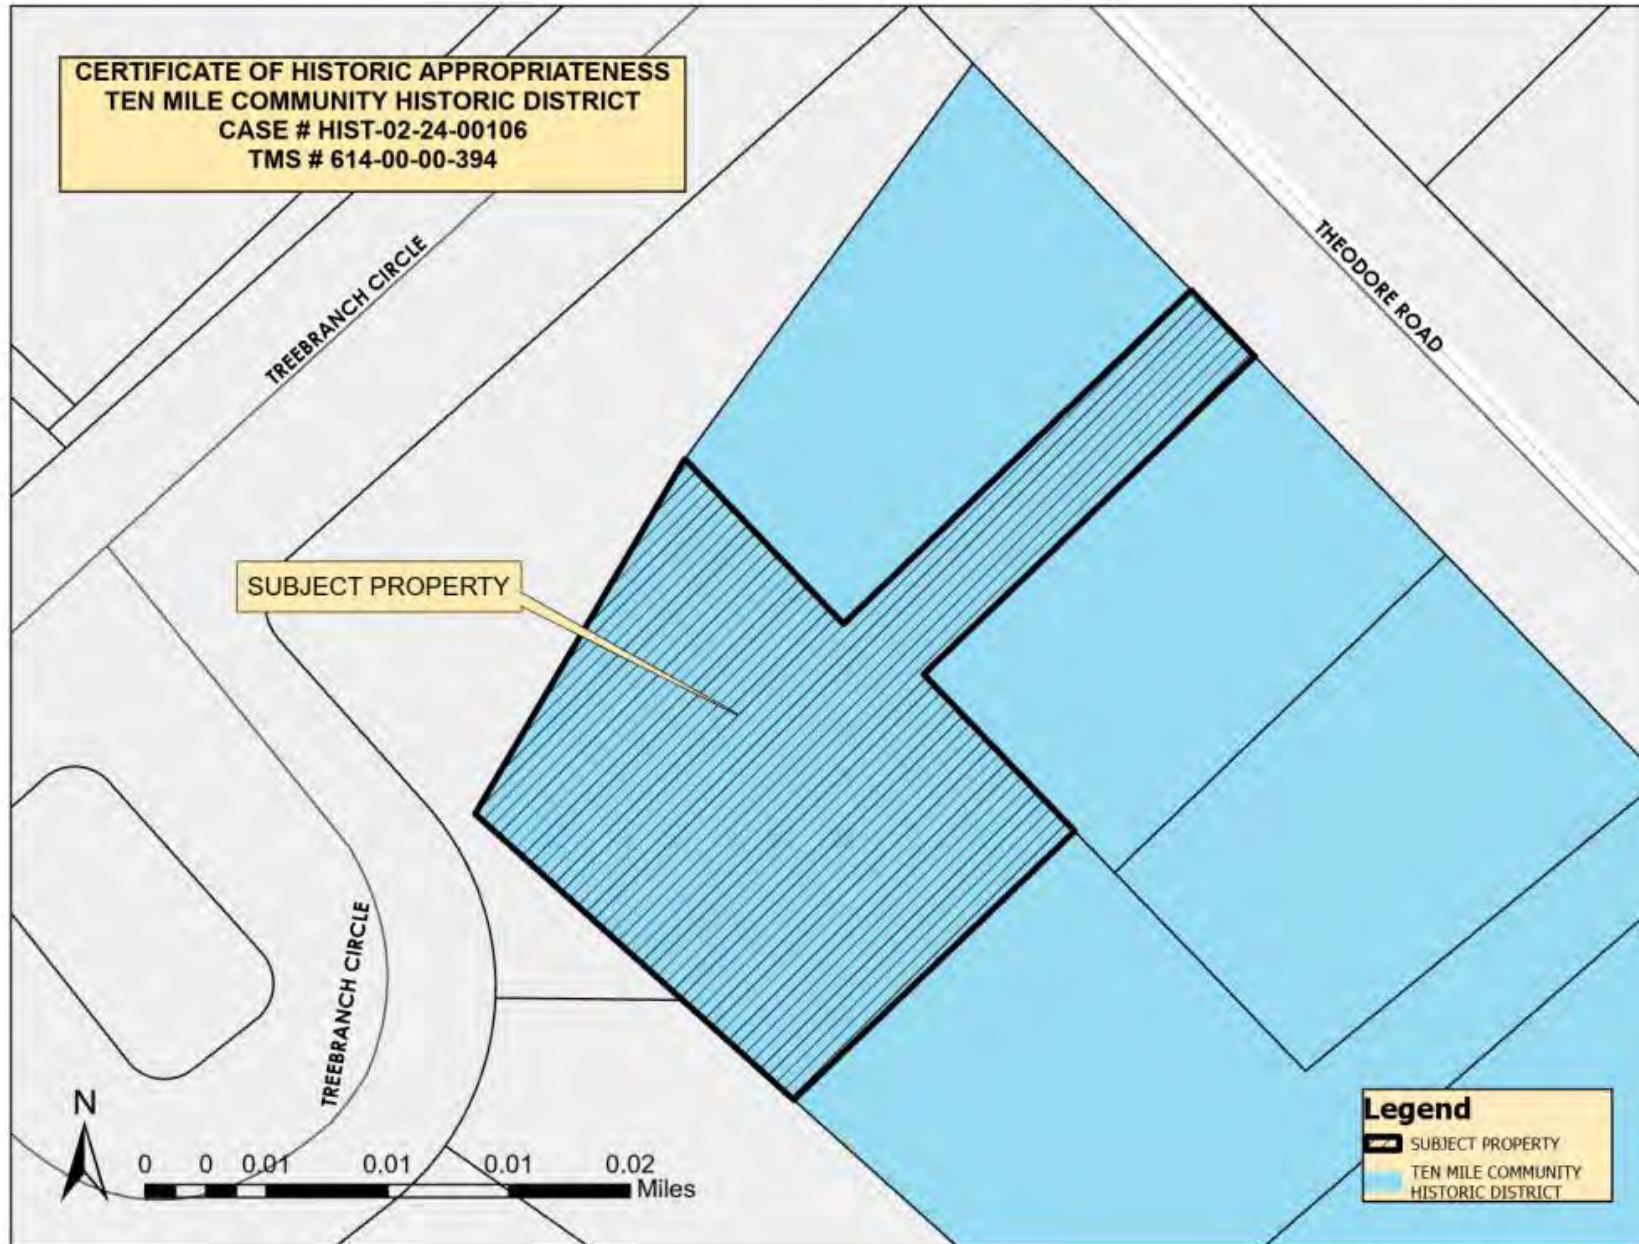 CERTIFICATE OF HISTORIC APPROPRIATENESS
TEN MILE COMMUNITY HISTORIC DISTRICT
CASE # HIST-02-24-00106
TMS # 614-00-00-394
TREEBRANCH CIRCLE
THEODORE ROAD
SUBJECT PROPERTY
TREEBRANCH CIRCLE
N
0 0 0.01 0.01 0.01 0.02
Miles
Legend
SUBJECT PROPERTY
TEN MILE COMMUNITY
HISTORIC DISTRICT